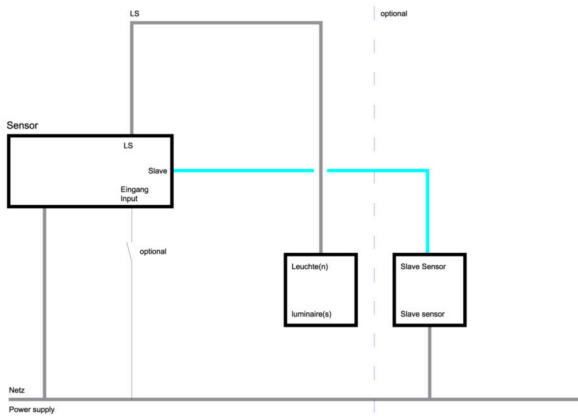 LS
optional
Sensor
LS
Slave
Eingang
Input
optional
Leuchte(n)
luminaire(s)
Slave Sensor
Slave sensor
Netz
Power supply